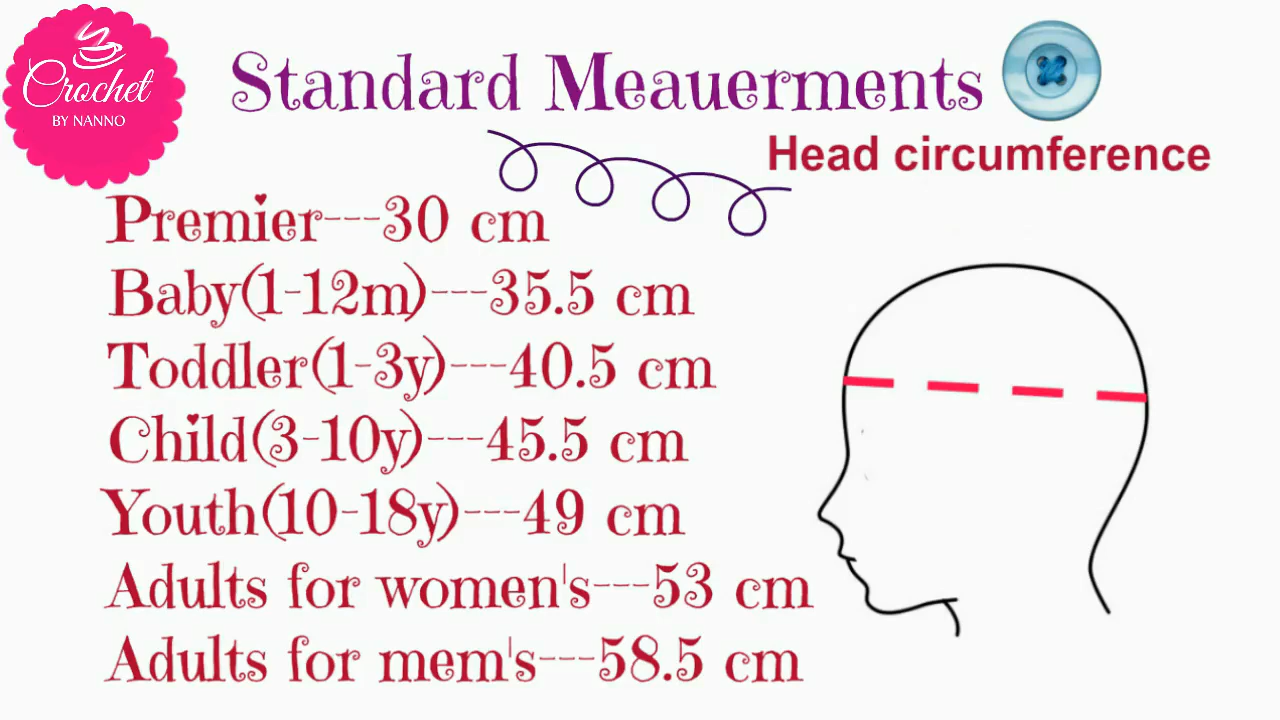 Crochet
BY NANNO
Standard Meauerments
Head circumference
Premier---30 cm
Baby(1-12m)---35.5 cm
Toddler(1-3y)---40.5 cm
Child(3-10y)---45.5 cm
Youth(10-18y)---49 cm
Adults for women's---53 cm
Adults for mem's---58.5 cm